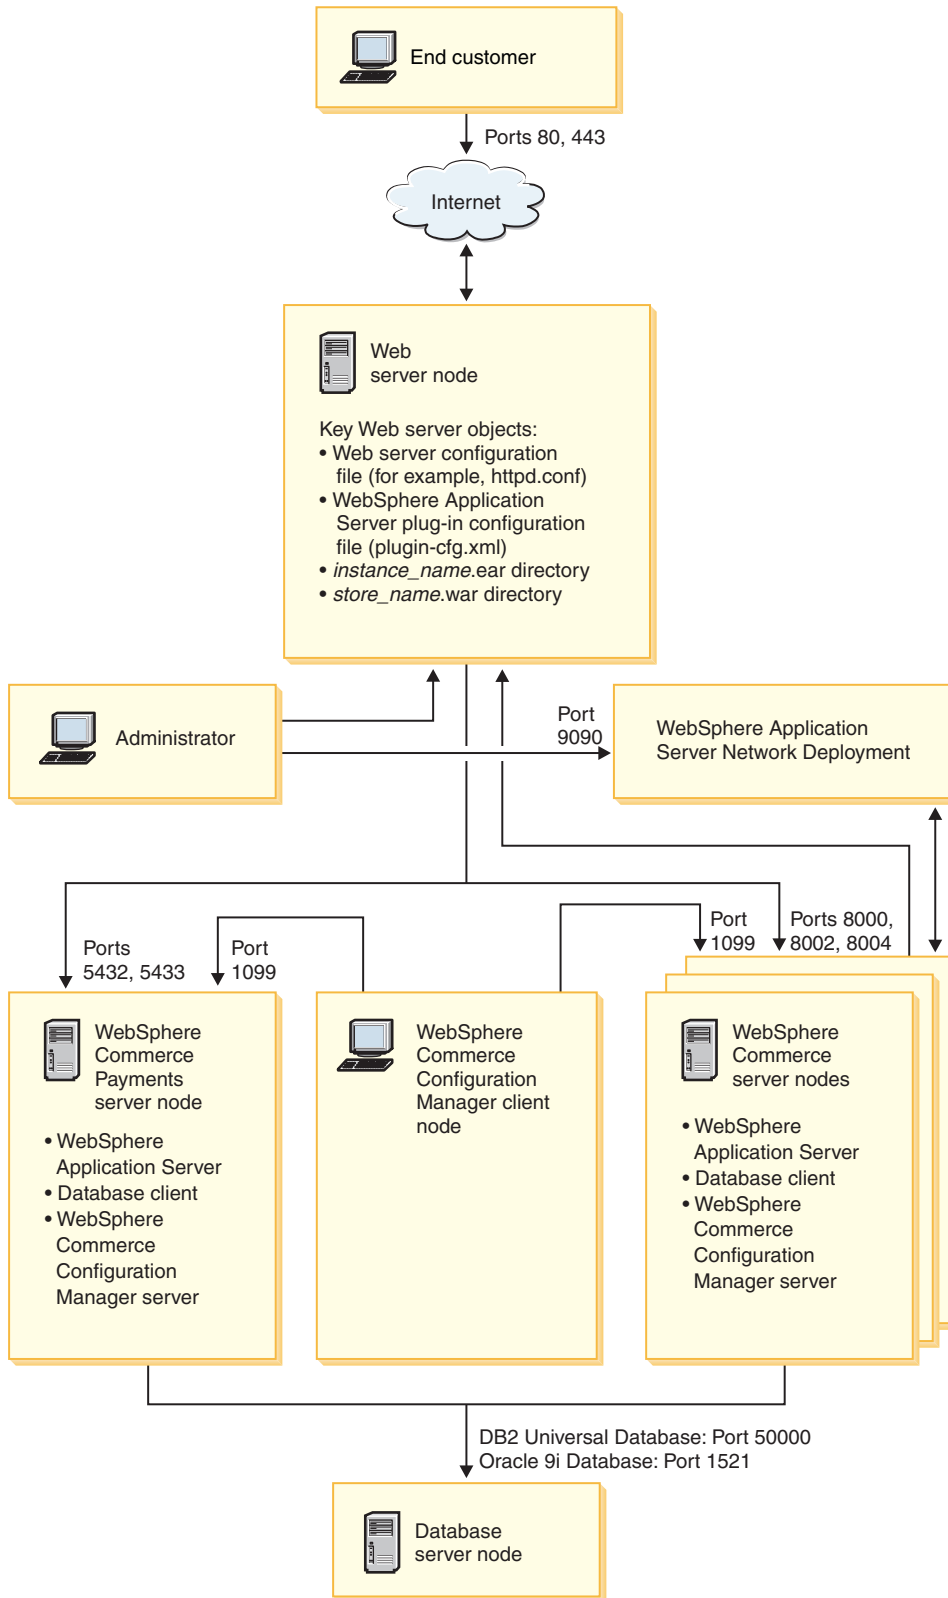 End customer
Ports 80, 443
Internet
Web
server node
Key Web server objects:
• Web server configuration
file (for example, httpd.conf)
• WebSphere Application
Server plug-in configuration
file (plugin-cfg.xml)
• instance_name.ear directory
• store_name.war directory
Administrator
Port
9090
WebSphere Application
Server Network Deployment
Ports
5432, 5433
Port
1099
Port
1099
Ports 8000,
8002, 8004
WebSphere
Commerce
Payments
server node
• WebSphere
Application Server
• Database client
• WebSphere
Commerce
Configuration
Manager server
WebSphere
Commerce
Configuration
Manager client
node
WebSphere
Commerce
server nodes
• WebSphere
Application Server
• Database client
• WebSphere
Commerce
Configuration
Manager server
DB2 Universal Database: Port 50000
Oracle 9i Database: Port 1521
Database
server node